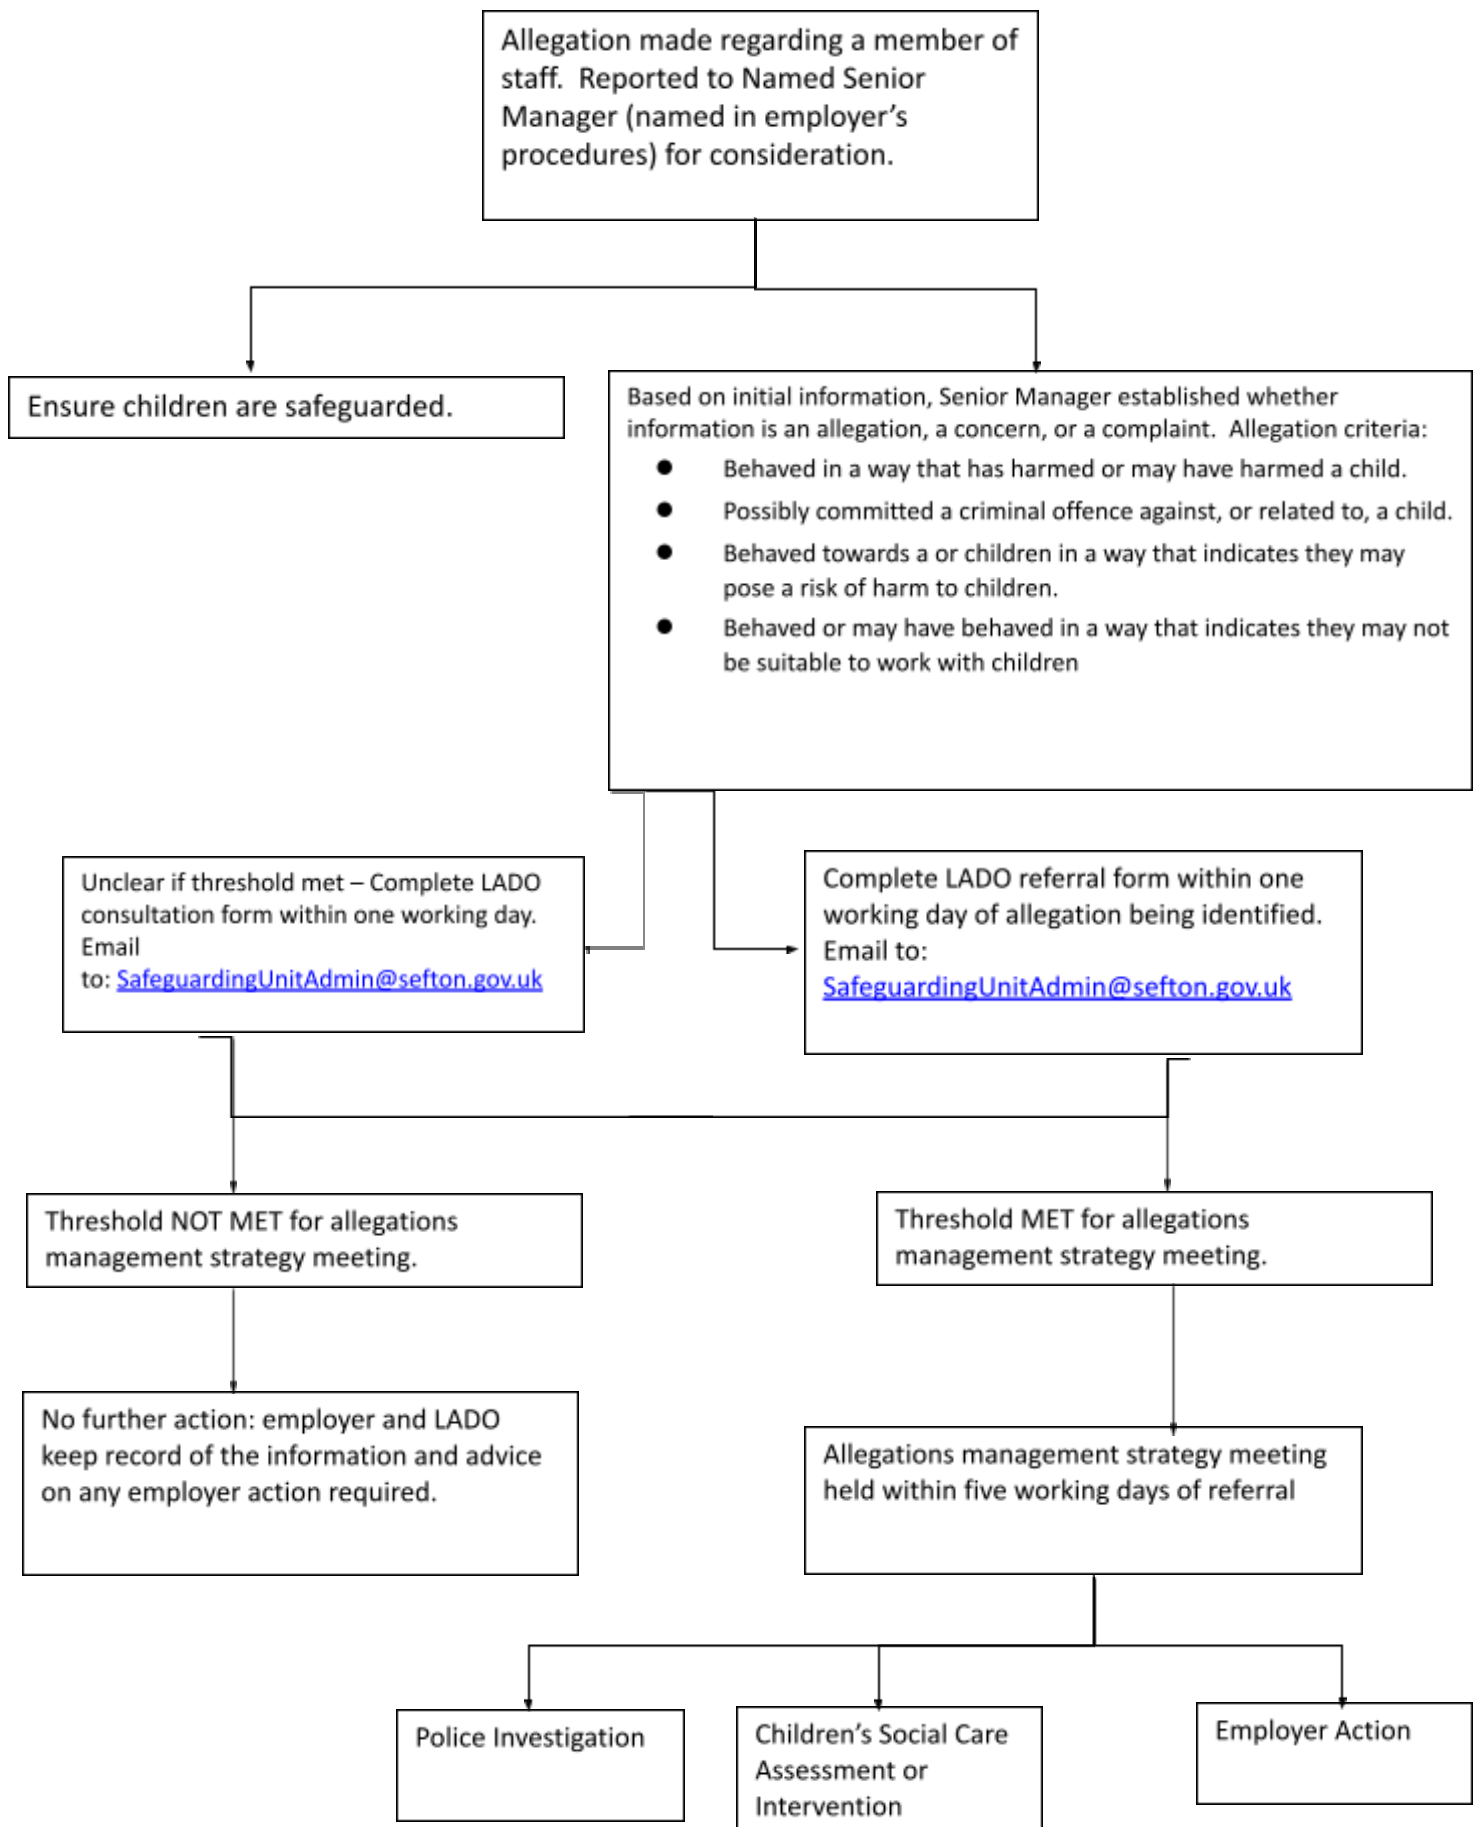 Allegation made regarding a member of
staff.  Reported to Named Senior
Manager (named in employer’s
procedures) for consideration.
Ensure children are safeguarded.
Based on initial information, Senior Manager established whether
information is an allegation, a concern, or a complaint.  Allegation criteria:
● Behaved in a way that has harmed or may have harmed a child.
● Possibly committed a criminal offence against, or related to, a child.
● Behaved towards a or children in a way that indicates they may
pose a risk of harm to children.
● Behaved or may have behaved in a way that indicates they may not
be suitable to work with children
Unclear if threshold met – Complete LADO
consultation form within one working day.
Email
to: SafeguardingUnitAdmin@sefton.gov.uk
Complete LADO referral form within one
working day of allegation being identified.
Email to:
SafeguardingUnitAdmin@sefton.gov.uk
Threshold NOT MET for allegations
management strategy meeting.
Threshold MET for allegations
management strategy meeting.
No further action: employer and LADO
keep record of the information and advice
on any employer action required.
Allegations management strategy meeting
held within five working days of referral
Police Investigation
Children’s Social Care
Assessment or
Intervention
Employer Action